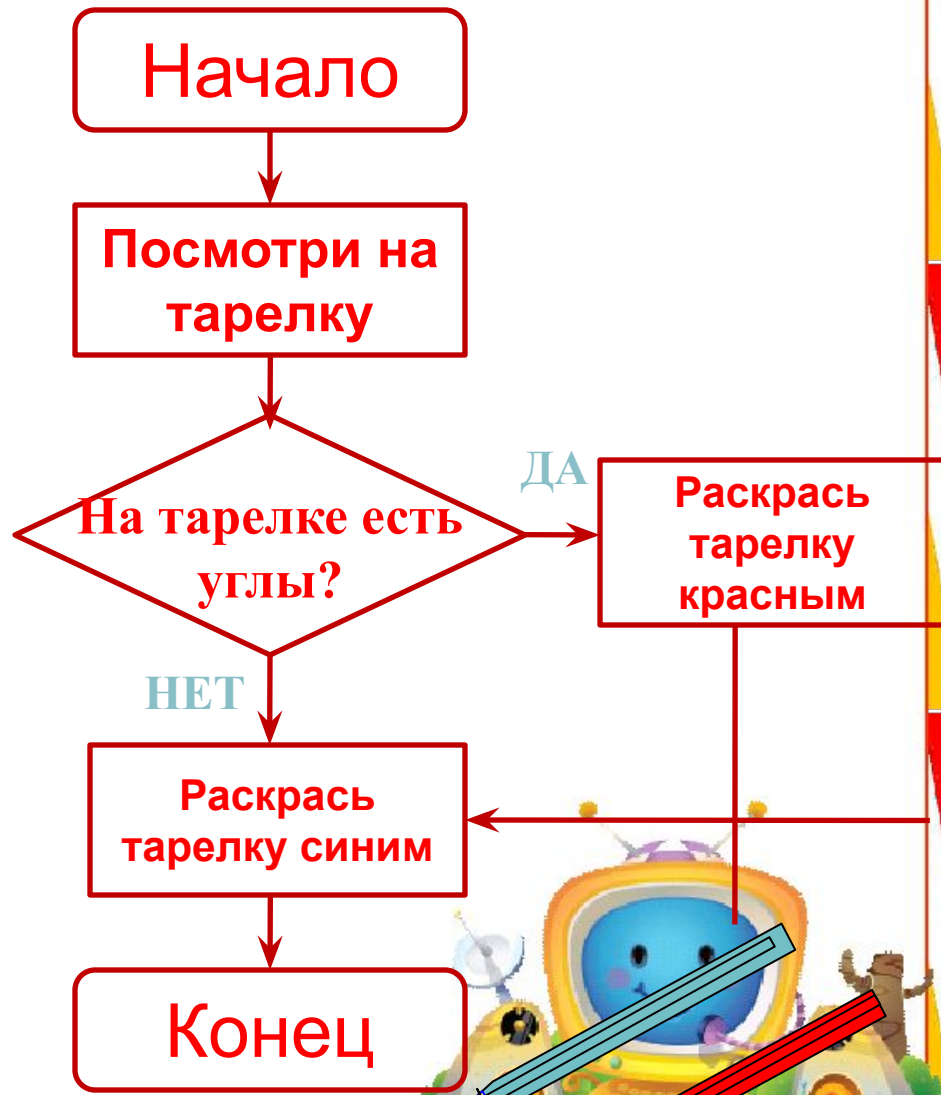 Начало
Посмотри на
тарелку
На тарелке есть
углы?
ДА
Раскрась
тарелку
красным
НЕТ
Раскрась
тарелку синим
Конец